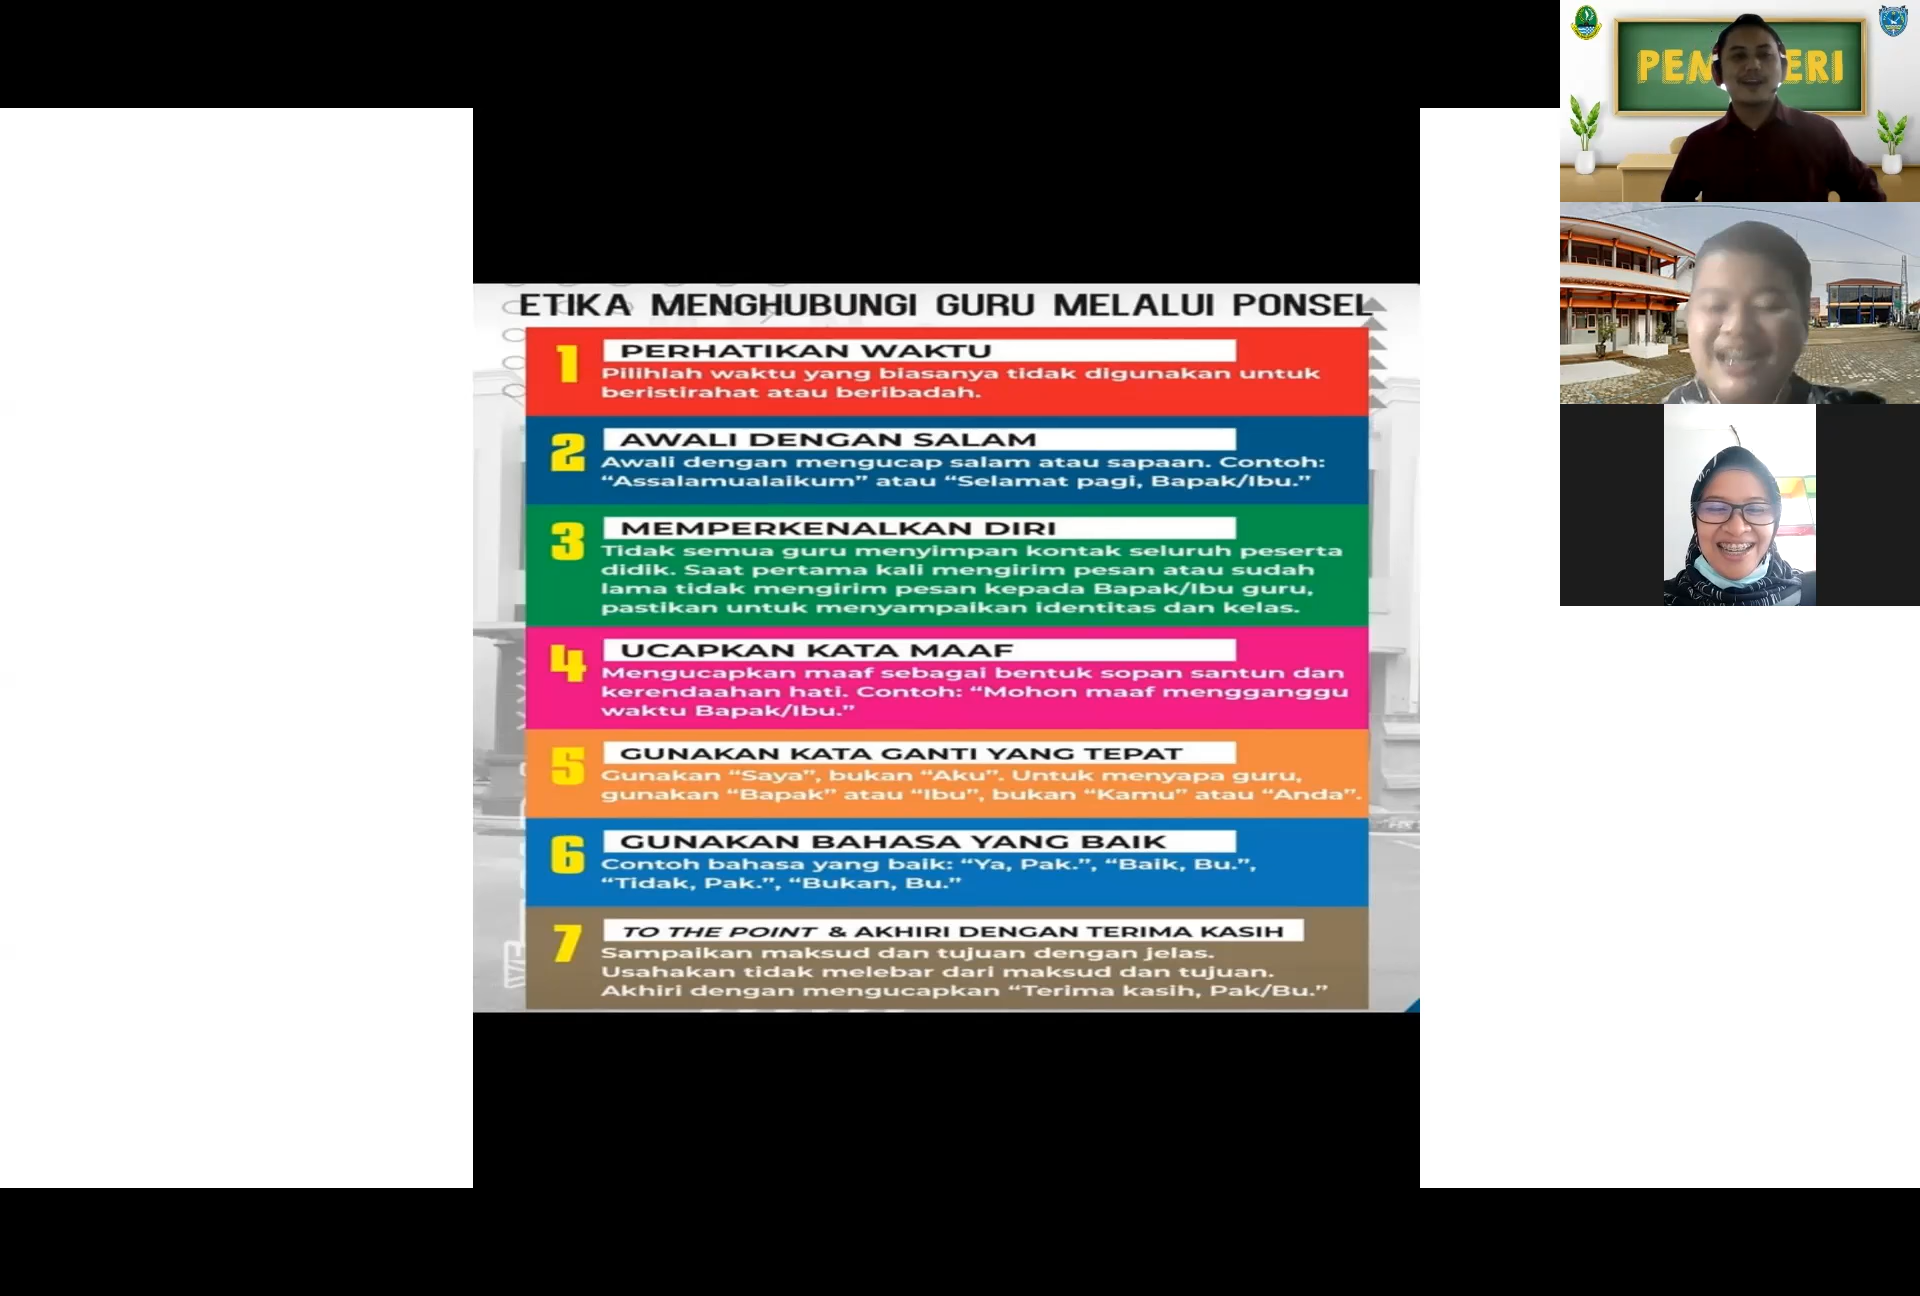 ETIKA MENGHUBUNGI GURU MELALUI PONSEL
1 PERHATIKAN WAKTU
Pilihlah waktu yang biasanya tidak digunakan untuk
beristirahat atau beribadah.
2 AWALI DENGAN SALAM
Awali dengan mengucap salam atau sapaan. Contoh:
“Assalamualaikum” atau “Selamat pagi, Bapak/Ibu.”
3 MEMPERKENALKAN DIRI
Tidak semua guru menyimpan kontak seluruh peserta
didik. Saat pertama kali mengirim pesan atau sudah
lama tidak mengirim pesan kepada Bapak/Ibu guru,
pastikan untuk menyampaikan identitas dan kelas.
4 UCAPKAN KATA MAAF
Mengucapkan maaf sebagai bentuk sopan santun dan
kerendaahan hati. Contoh: “Mohon maaf mengganggu
waktu Bapak/Ibu.”
5 GUNAKAN KATA GANTI YANG TEPAT
Gunakan “Saya”, bukan “Aku”. Untuk menyapa guru,
gunakan “Bapak” atau “Ibu”, bukan “Kamu” atau “Anda”.
6 GUNAKAN BAHASA YANG BAIK
Contoh bahasa yang baik: “Ya, Pak.”, “Baik, Bu.”,
“Tidak, Pak.”, “Bukan, Bu.”
7 TO THE POINT & AKHIRI DENGAN TERIMA KASIH
Sampaikan maksud dan tujuan dengan jelas.
Usahakan tidak melebar dari maksud dan tujuan.
Akhiri dengan mengucapkan “Terima kasih, Pak/Bu.”